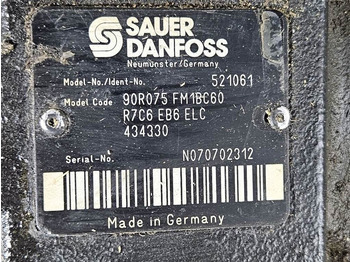 SAUER
DANFOSS
Neumünster/Germany
Model-No./Ident-No. 521061
Model Code 90R075 FM1BC60
R7C6 EB6 ELC
434330
Serial-No. N070702312
Made in Germany